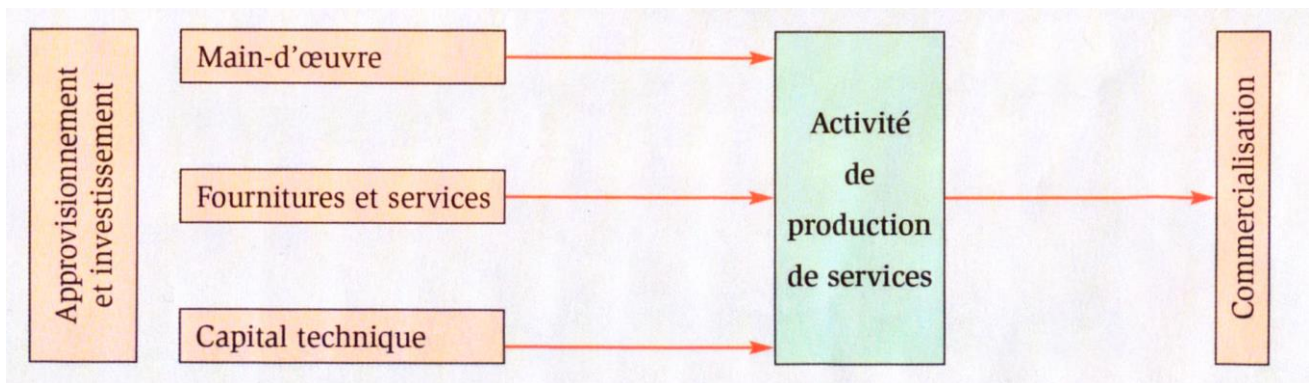 Approvisionnement
et investissement
Main-d'œuvre
Fournitures et services
Capital technique
Activité
de
production
de services
Commercialisation